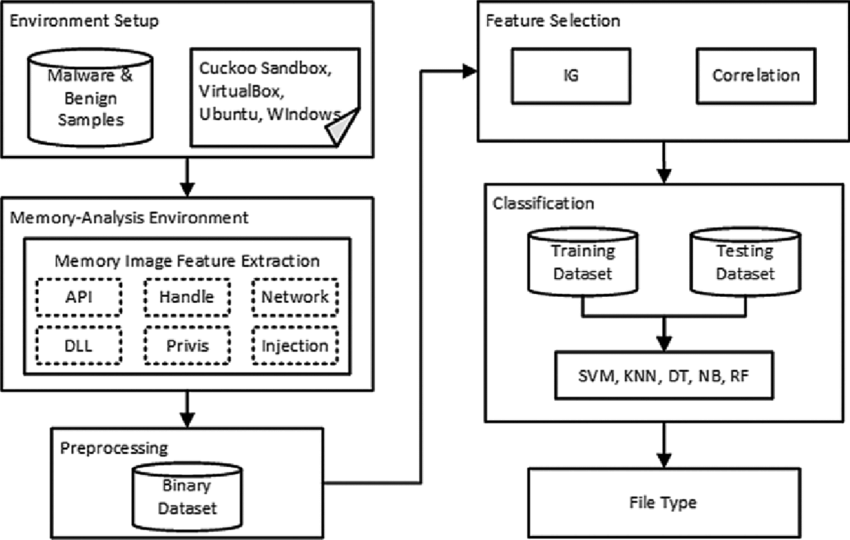 Environment Setup
Malware &
Benign
Samples
Cuckoo Sandbox,
VirtualBox,
Ubuntu, WIndows
Memory-Analysis Environment
Memory Image Feature Extraction
API
Handle
Network
DLL
Privis
Injection
Preprocessing
Binary
Dataset
Feature Selection
IG
Correlation
Classification
Training
Dataset
Testing
Dataset
SVM, KNN, DT, NB, RF
File Type